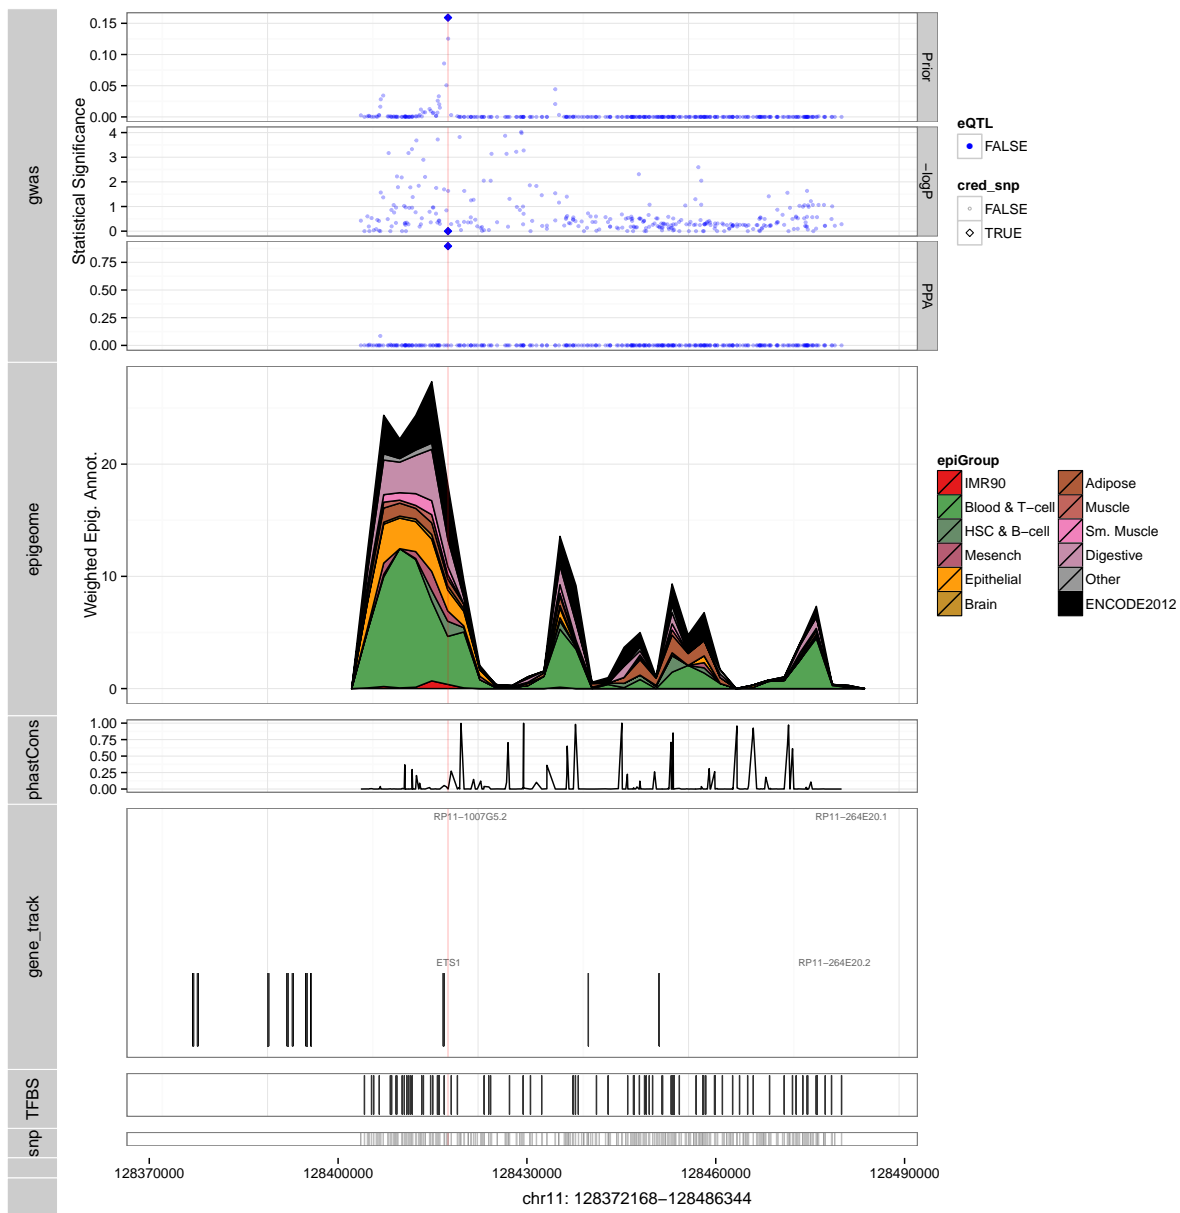 gwas
Statistical Significance
0.15
0.10
0.05
0.00
Prior
4
3
2
1
0
−logP
0.75
0.50
0.25
0.00
PPA
eQTL
FALSE
cred_snp
FALSE
TRUE
epigeome
Weighted Epig. Annot.
20
10
0
epiGroup
IMR90
Blood & T−cell
HSC & B−cell
Mesench
Epithelial
Brain
Adipose
Muscle
Sm. Muscle
Digestive
Other
ENCODE2012
phastCons
1.00
0.75
0.50
0.25
0.00
gene_track
RP11−1007G5.2
RP11−264E20.1
ETS1
RP11−264E20.2
TFBS
snp
128370000
128400000
128430000
128460000
128490000
chr11: 128372168−128486344